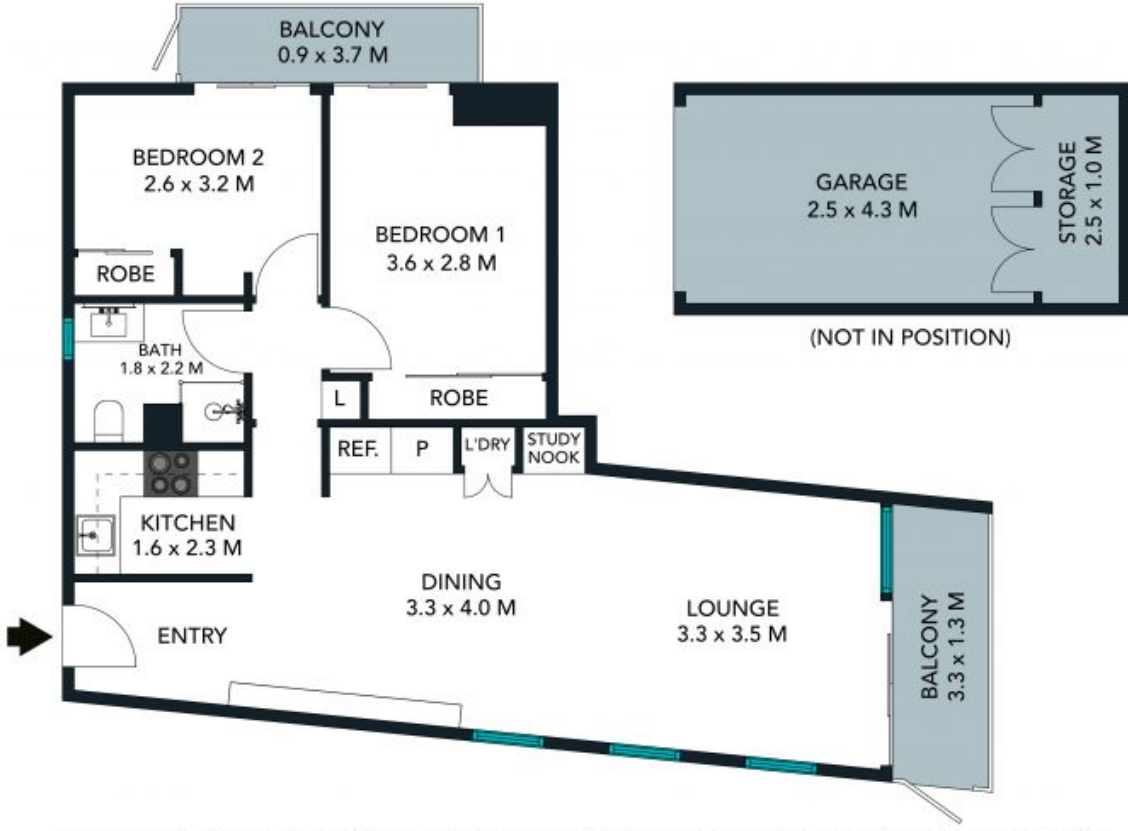 BALCONY
0.9 x 3.7 M
BEDROOM 2
2.6 x 3.2 M
BEDROOM 1
3.6 x 2.8 M
ROBE
BATH
1.8 x 2.2 M
L
ROBE
REF.
P
L'DRY
STUDY
NOOK
KITCHEN
1.6 x 2.3 M
DINING
3.3 x 4.0 M
LOUNGE
3.3 x 3.5 M
ENTRY
BALCONY
3.3 x 1.3 M
GARAGE
2.5 x 4.3 M
STORAGE
2.5 x 1.0 M
(NOT IN POSITION)